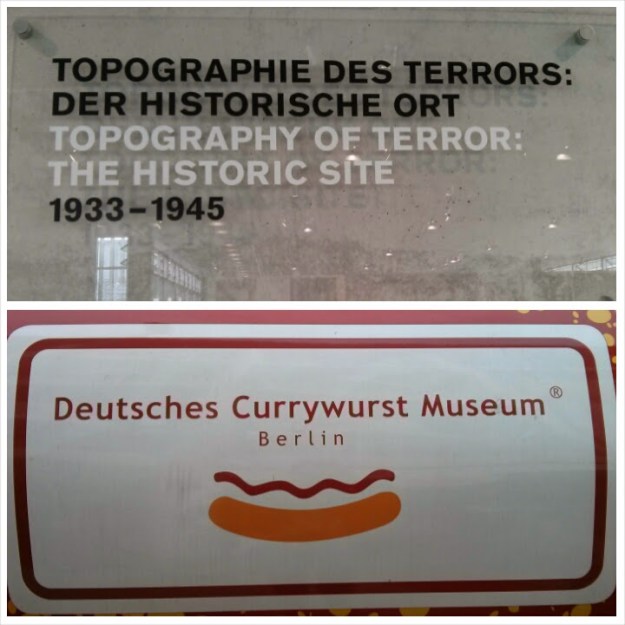 TOPOGRAPHIE DES TERRORS:
DER HISTORISCHE ORT
TOPOGRAPHY OF TERROR:
THE HISTORIC SITE
1933–1945
Deutsches Currywurst Museum®
Berlin